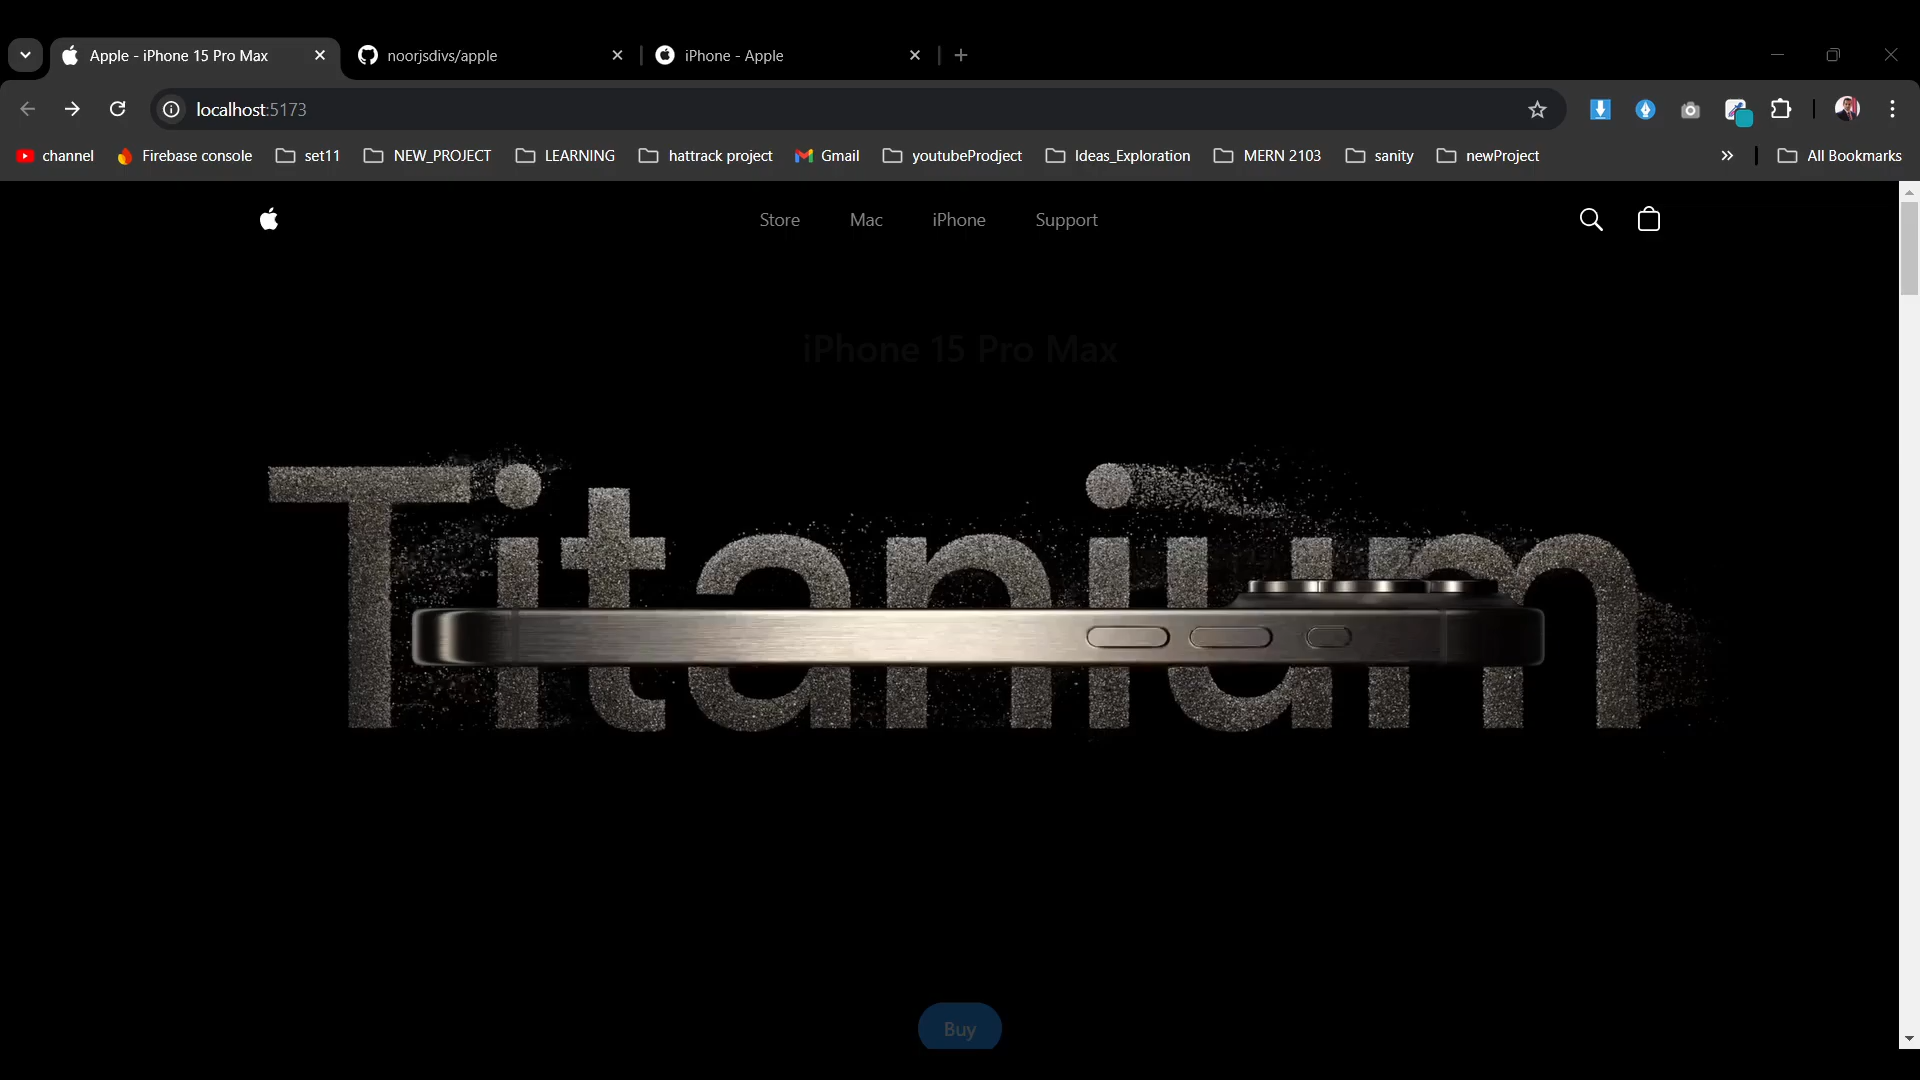 Apple - iPhone 15 Pro Max
noorjsdivs/apple
iPhone - Apple
localhost:5173
channel
Firebase console
set11
NEW_PROJECT
LEARNING
hattrack project
Gmail
youtubeProdject
Ideas_Exploration
MERN 2103
sanity
newProject
All Bookmarks
Store
Mac
iPhone
Support
iPhone 15 Pro Max
Titanium
Buy